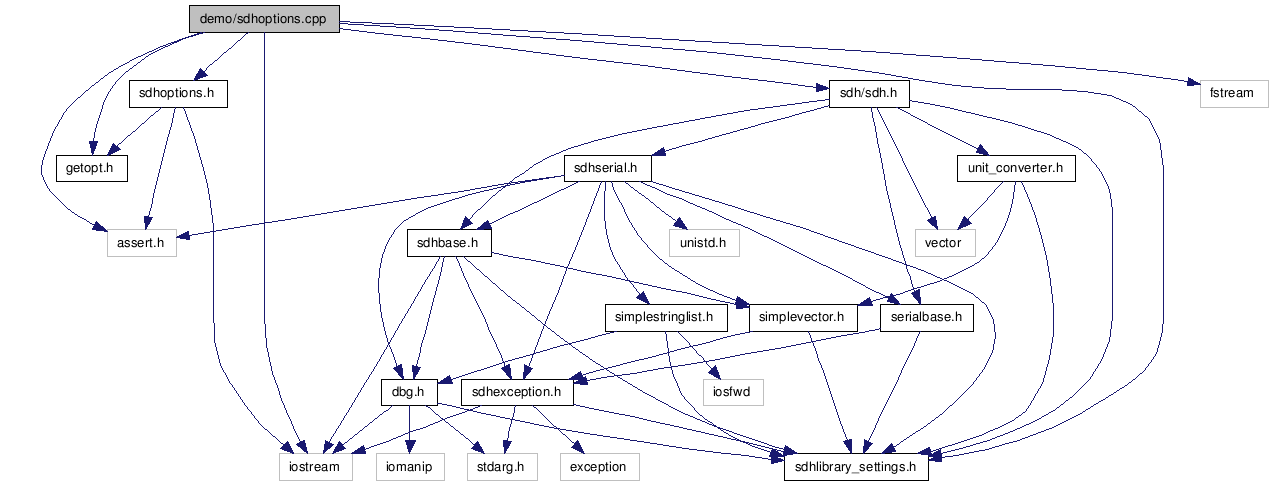 demo/sdhoptions.cpp
sdhoptions.h
sdh/sdh.h
fstream
getopt.h
sdhserial.h
unit_converter.h
assert.h
sdhbase.h
unistd.h
vector
simplestringlist.h
simplevector.h
serialbase.h
dbg.h
sdhexception.h
iosfwd
iostream
iomanip
stdarg.h
exception
sdhlibrary_settings.h